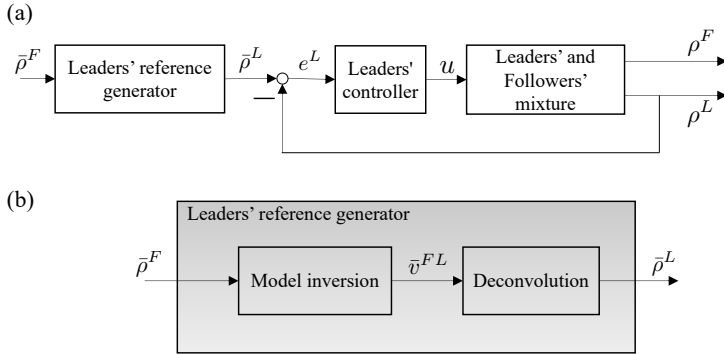 (a)
ρ̄^F
Leaders' reference
generator
ρ̄^L
e^L
Leaders'
controller
u
Leaders' and
Followers'
mixture
ρ^F
ρ^L
−
(b)
Leaders' reference generator
ρ̄^F
Model inversion
v̄^{FL}
Deconvolution
ρ̄^L